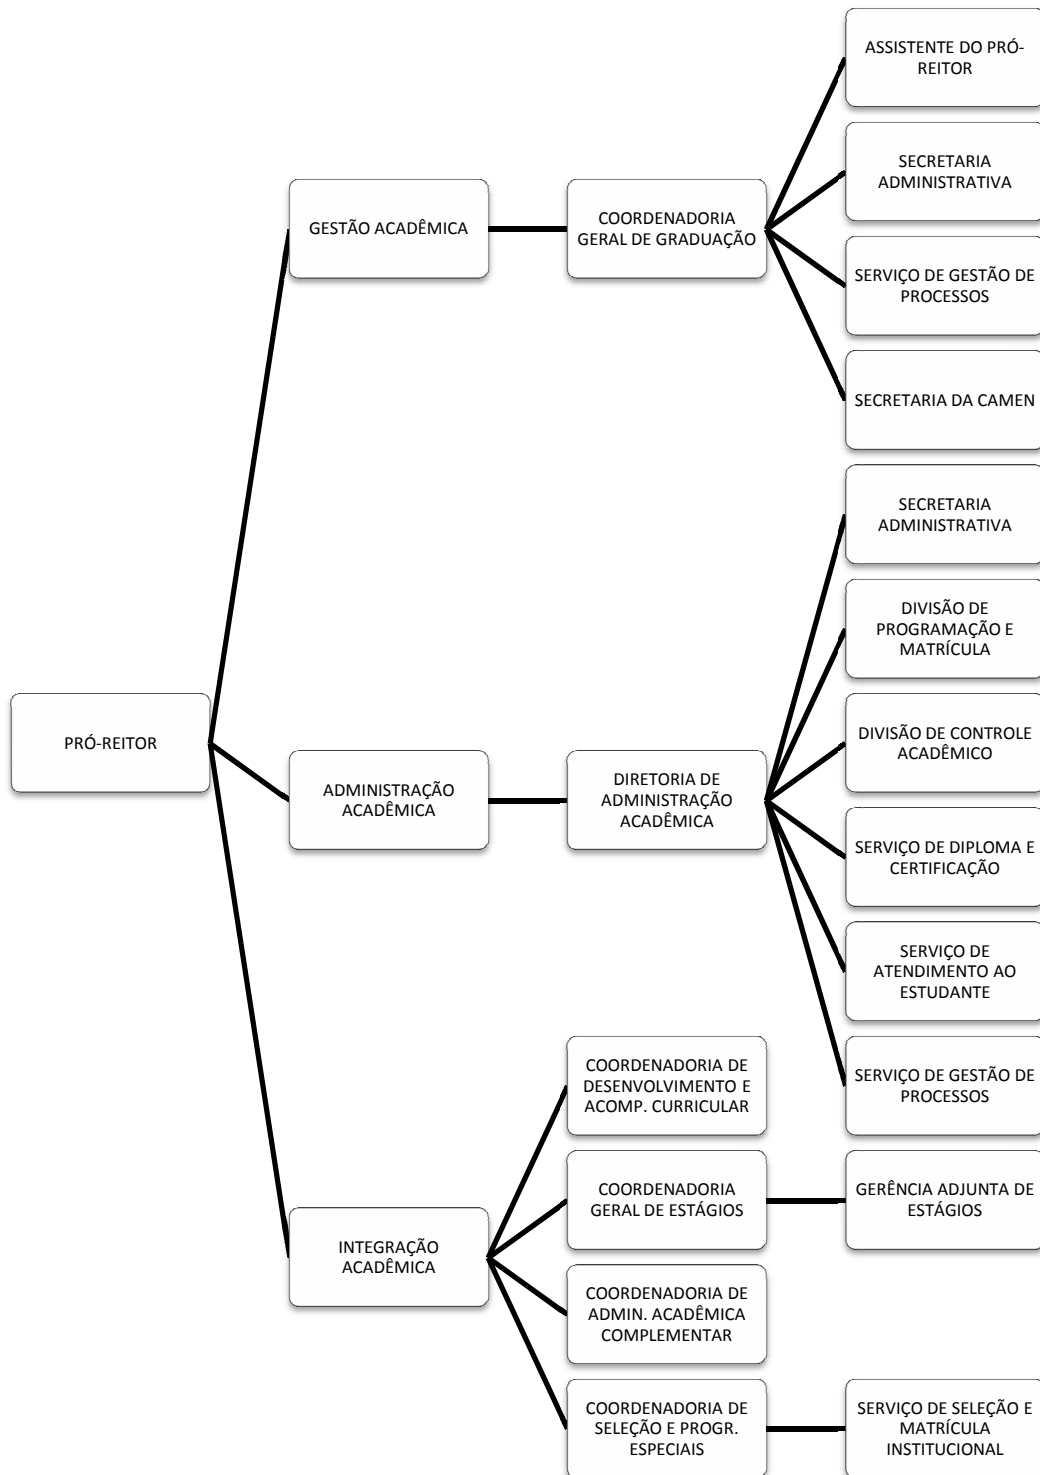 PRÓ-REITOR
GESTÃO ACADÊMICA
COORDENADORIA
GERAL DE GRADUAÇÃO
ASSISTENTE DO PRÓ-
REITOR
SECRETARIA
ADMINISTRATIVA
SERVIÇO DE GESTÃO DE
PROCESSOS
SECRETARIA DA CAMEN
ADMINISTRAÇÃO
ACADÊMICA
DIRETORIA DE
ADMINISTRAÇÃO
ACADÊMICA
SECRETARIA
ADMINISTRATIVA
DIVISÃO DE
PROGRAMAÇÃO E
MATRÍCULA
DIVISÃO DE CONTROLE
ACADÊMICO
SERVIÇO DE DIPLOMA E
CERTIFICAÇÃO
SERVIÇO DE
ATENDIMENTO AO
ESTUDANTE
SERVIÇO DE GESTÃO DE
PROCESSOS
INTEGRAÇÃO
ACADÊMICA
COORDENADORIA DE
DESENVOLVIMENTO E
ACOMP. CURRICULAR
COORDENADORIA
GERAL DE ESTÁGIOS
GERÊNCIA ADJUNTA DE
ESTÁGIOS
COORDENADORIA DE
ADMIN. ACADÊMICA
COMPLEMENTAR
COORDENADORIA DE
SELEÇÃO E PROGR.
ESPECIAIS
SERVIÇO DE SELEÇÃO E
MATRÍCULA
INSTITUCIONAL